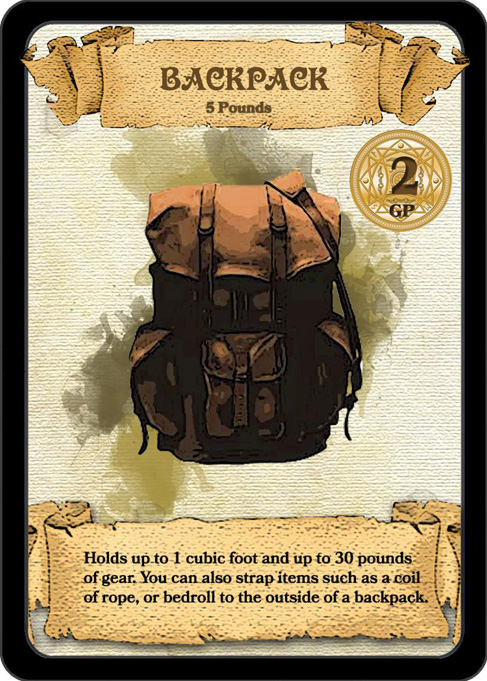 BACKPACK
5 Pounds
2
GP
Holds up to 1 cubic foot and up to 30 pounds
of gear. You can also strap items such as a coil
of rope, or bedroll to the outside of a backpack.